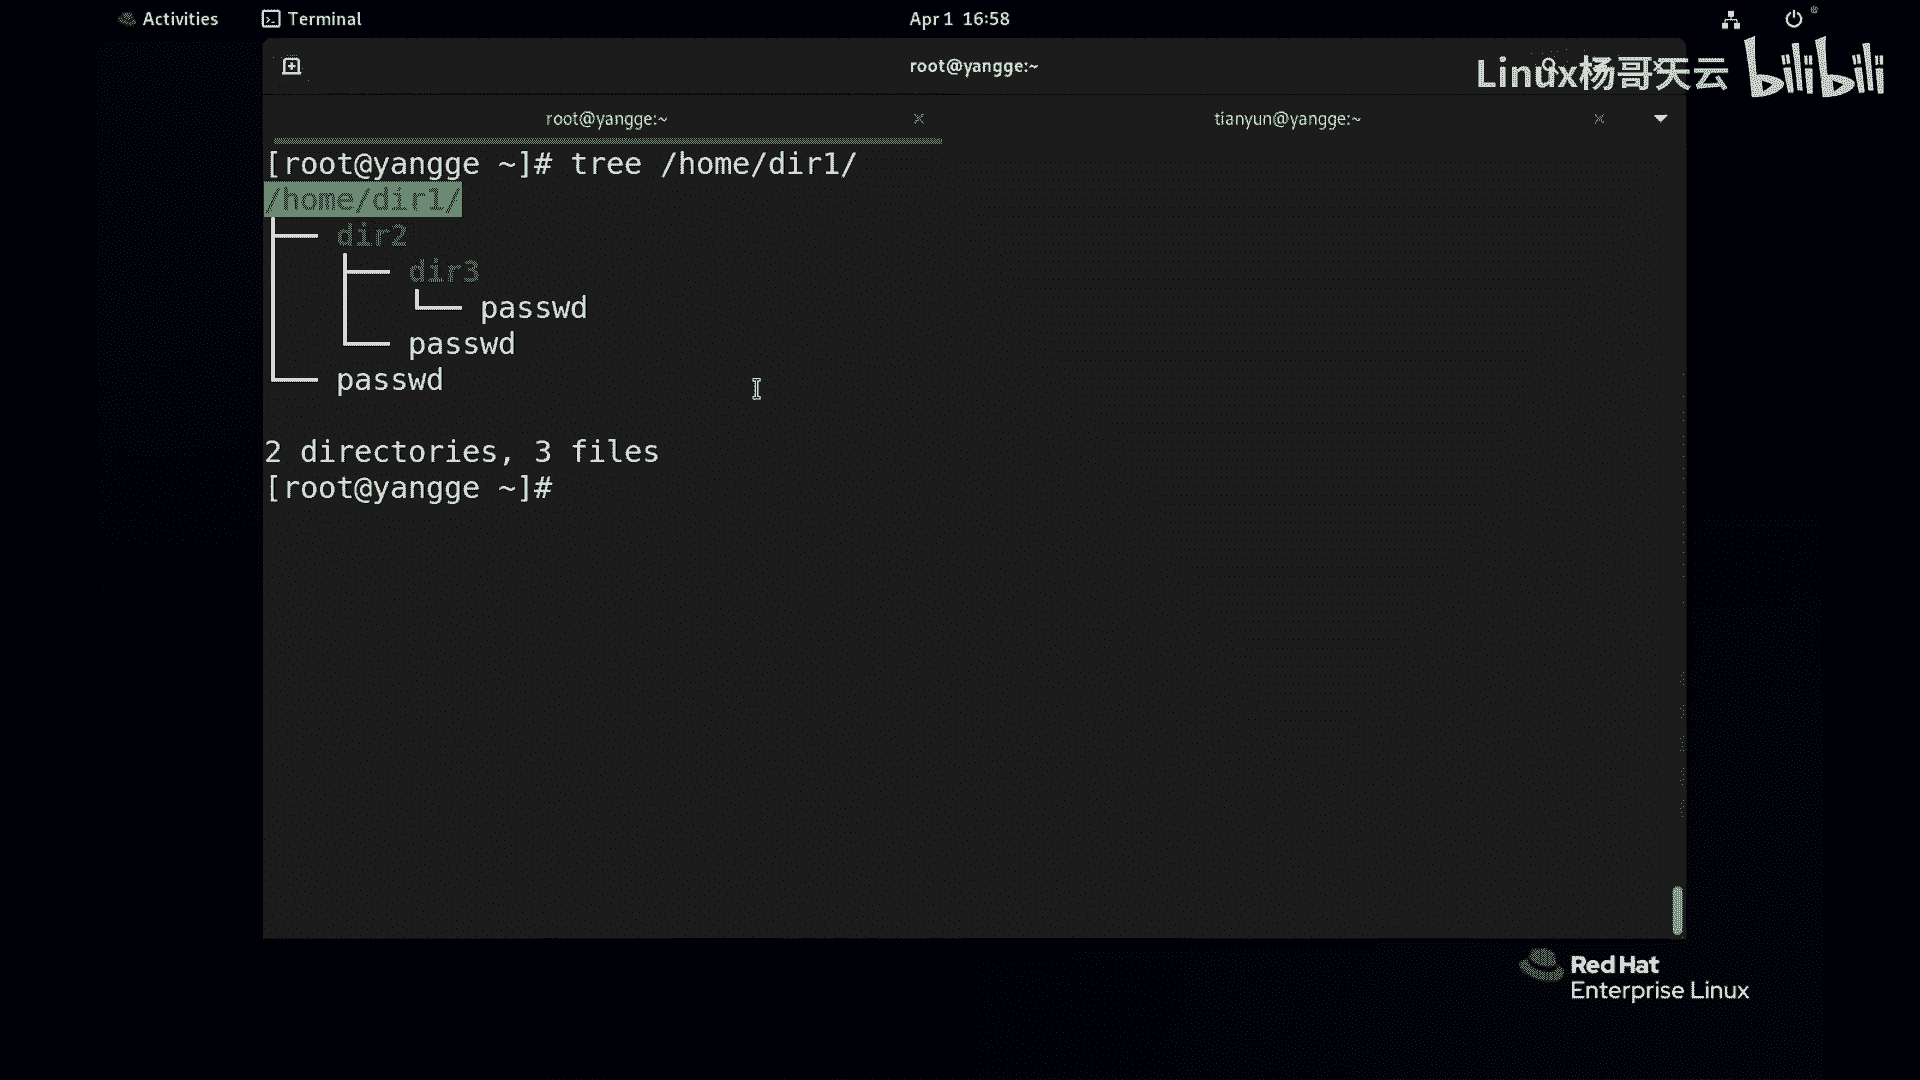 Activities Terminal Apr 1 16:58
root@yangge:~
Linux杨哥天云 bilibili
root@yangge:~ × tianyun@yangge:~ ×
[root@yangge ~]# tree /home/dir1/
/home/dir1/
├── dir2
│   ├── dir3
│   │   └── passwd
│   └── passwd
└── passwd
2 directories, 3 files
[root@yangge ~]#
Red Hat
Enterprise Linux